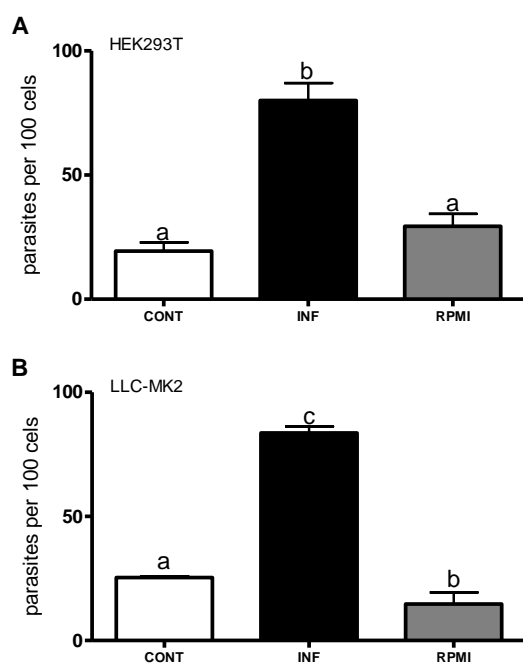 A
HEK293T
parasites per 100 cels
100
50
0
a
b
a
CONT INF RPMI
B
LLC-MK2
parasites per 100 cels
100
50
0
a
c
b
CONT INF RPMI